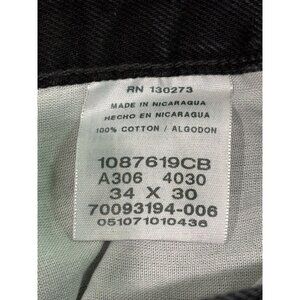 RN 130273
MADE IN NICARAGUA
HECHO EN NICARAGUA
100% COTTON / ALGODON
1087619CB
A306 4030
34 X 30
70093194-006
051071010436